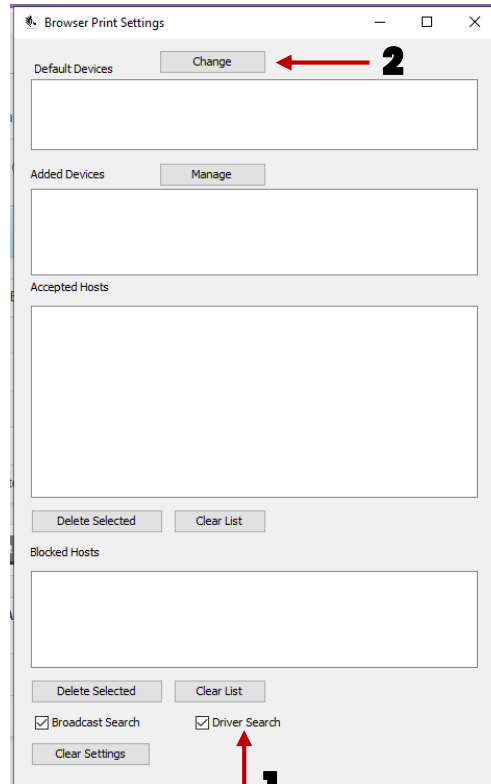 Browser Print Settings
Default Devices
Change
2
Added Devices
Manage
Accepted Hosts
Delete Selected
Clear List
Blocked Hosts
Delete Selected
Clear List
Broadcast Search
Driver Search
Clear Settings
1